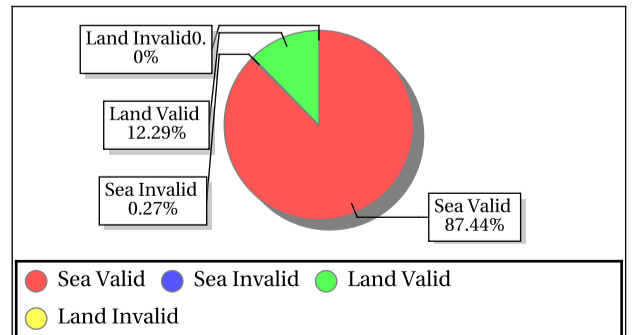 Land Invalid0.
0%
Land Valid
12.29%
Sea Invalid
0.27%
Sea Valid
87.44%
Sea Valid Sea Invalid Land Valid
Land Invalid